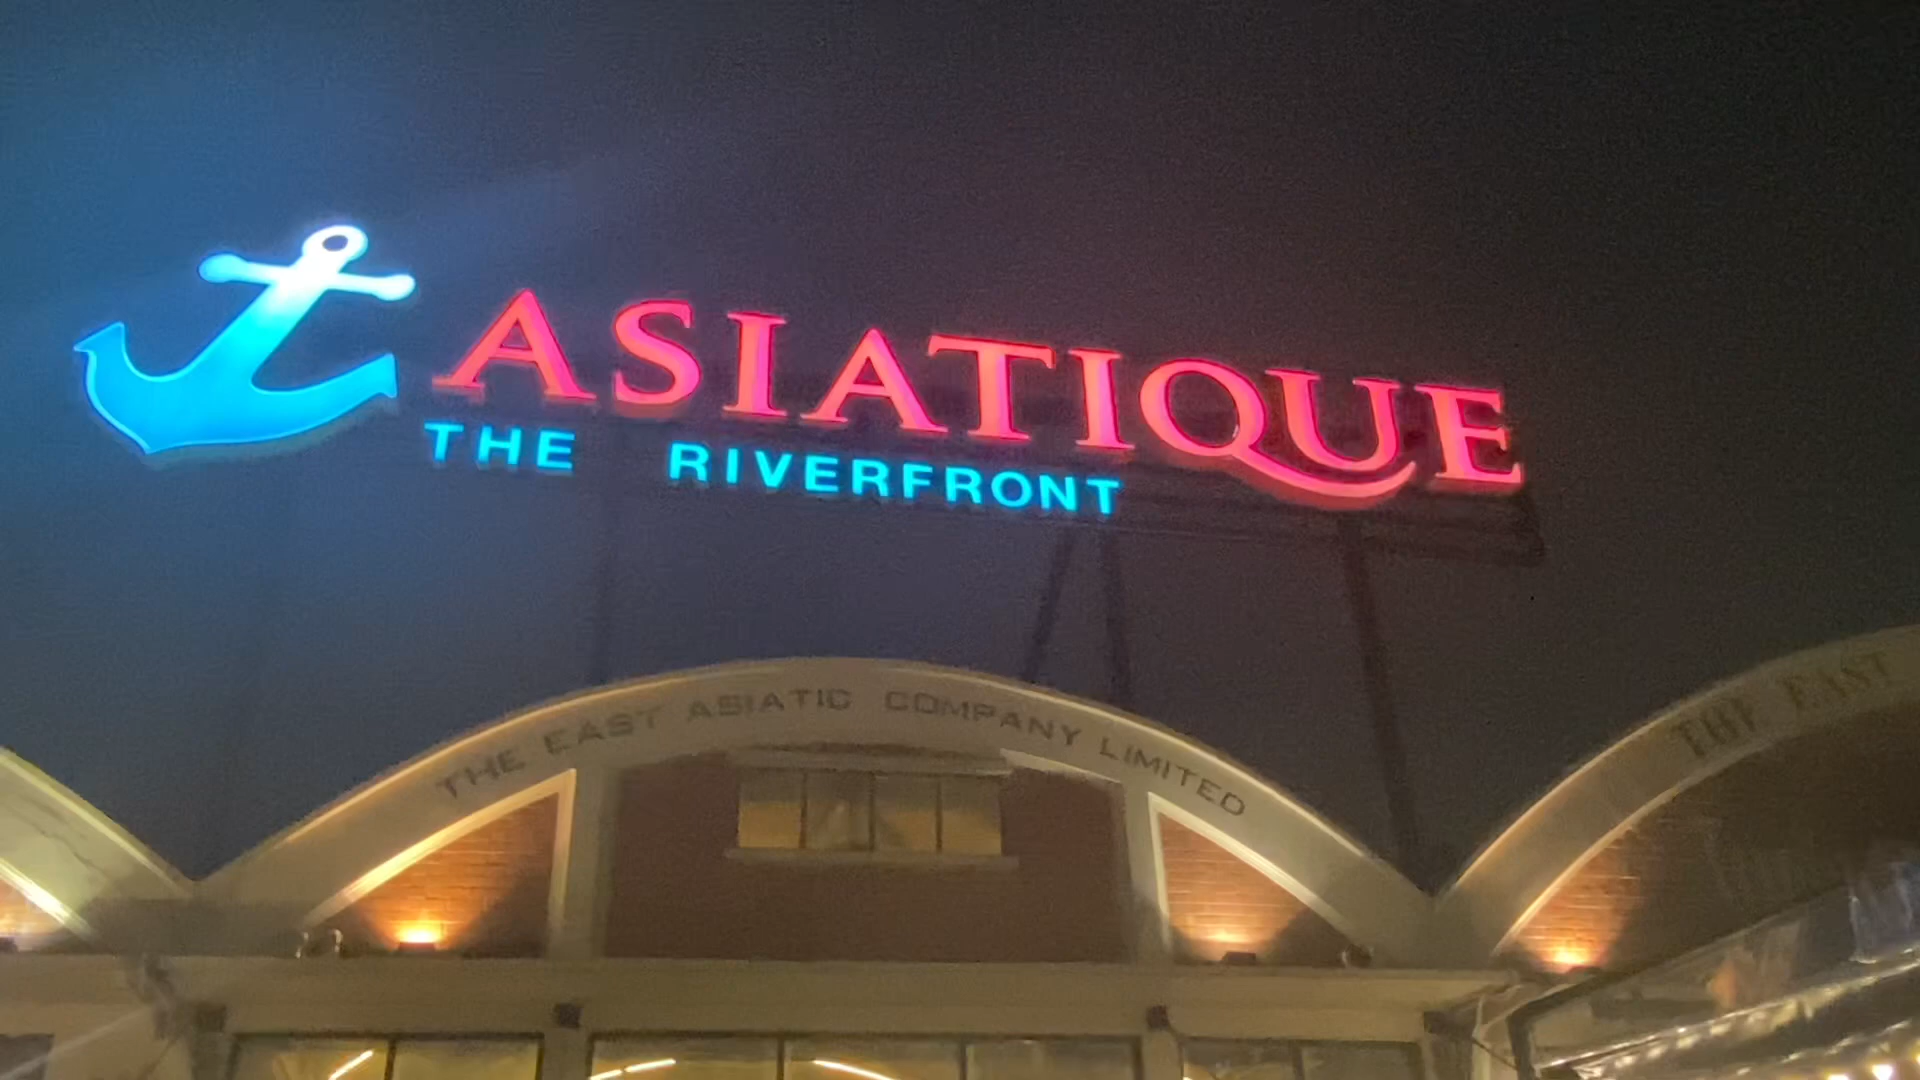 ASIATIQUE
THE RIVERFRONT
THE EAST ASIATIC COMPANY LIMITED
THE EAST